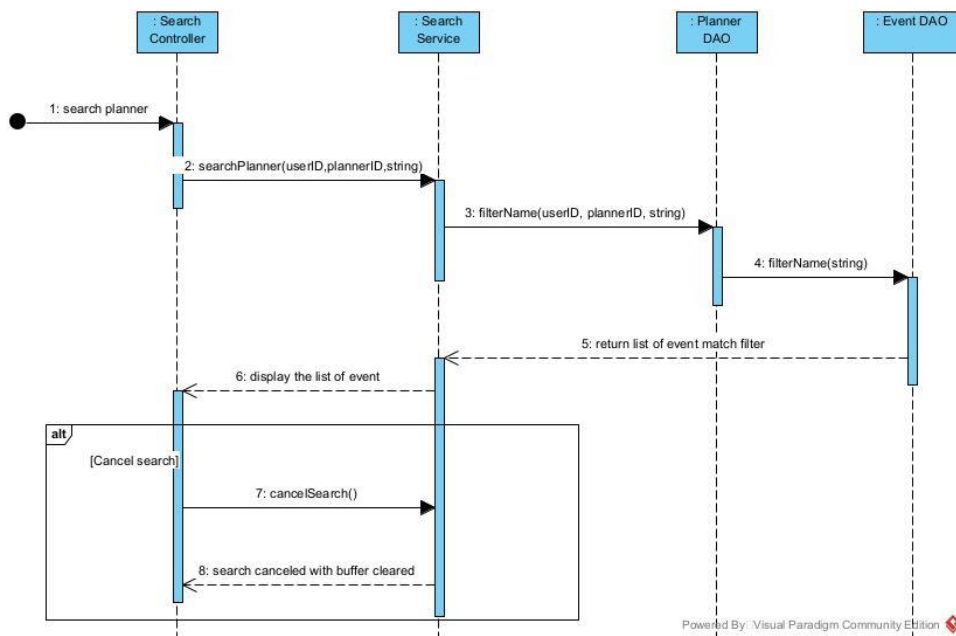 : Search
Controller
: Search
Service
: Planner
DAO
: Event DAO
1: search planner
2: searchPlanner(userID,plannerID,string)
3: filterName(userID, plannerID, string)
4: filterName(string)
5: return list of event match filter
6: display the list of event
alt
[Cancel search]
7: cancelSearch()
8: search canceled with buffer cleared
Powered By: Visual Paradigm Community Edition